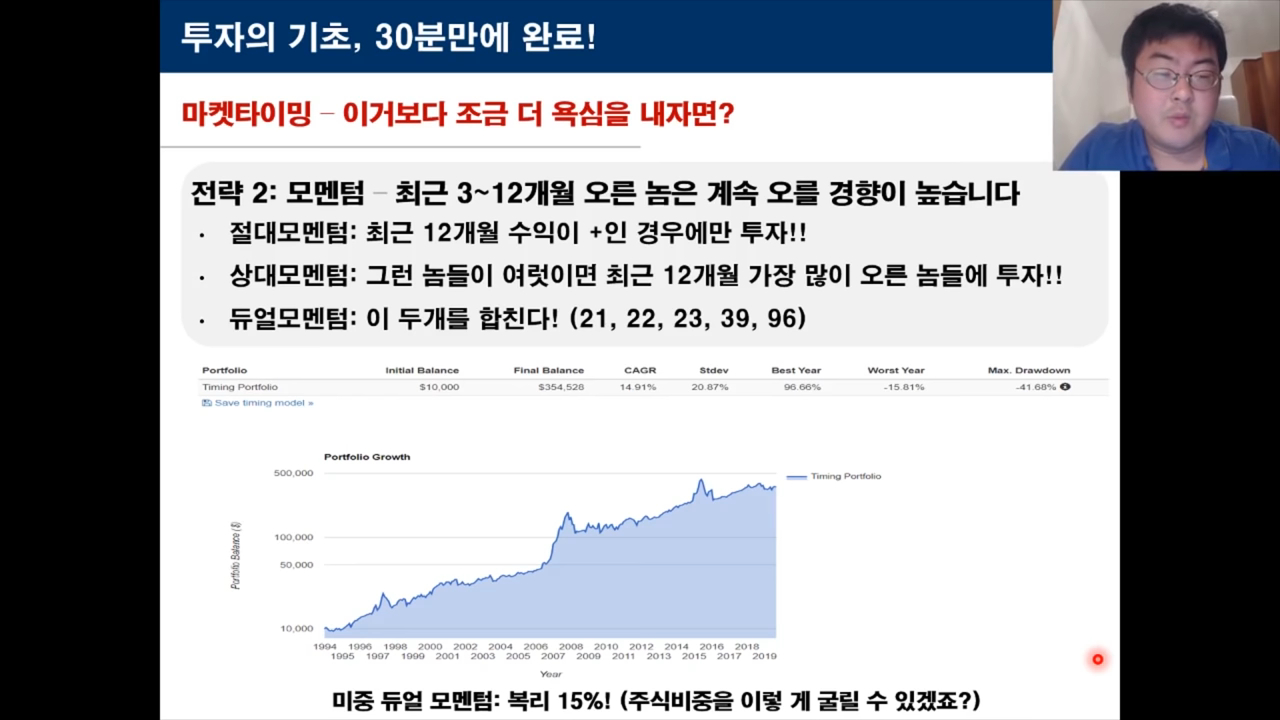 투자의 기초, 30분만에 완료!
마켓타이밍 – 이거보다 조금 더 욕심을 내자면?
전략 2: 모멘텀 – 최근 3~12개월 오른 놈은 계속 오를 경향이 높습니다
• 절대모멘텀: 최근 12개월 수익이 +인 경우에만 투자!!
• 상대모멘텀: 그런 놈들이 여럿이면 최근 12개월 가장 많이 오른 놈들에 투자!!
• 듀얼모멘텀: 이 두개를 합친다! (21, 22, 23, 39, 96)
Portfolio Initial Balance Final Balance CAGR Stdev Best Year Worst Year Max. Drawdown
Timing Portfolio $10,000 $354,528 14.91% 20.87% 96.66% -15.81% -41.68%
Save timing model »
Portfolio Growth
Timing Portfolio
Portfolio Balance ($)
500,000
100,000
50,000
10,000
1994 1996 1998 2000 2002 2004 2006 2008 2010 2012 2014 2016 2018
1995 1997 1999 2001 2003 2005 2007 2009 2011 2013 2015 2017 2019
Year
미중 듀얼 모멘텀: 복리 15%! (주식비중을 이렇 게 굴릴 수 있겠죠?)